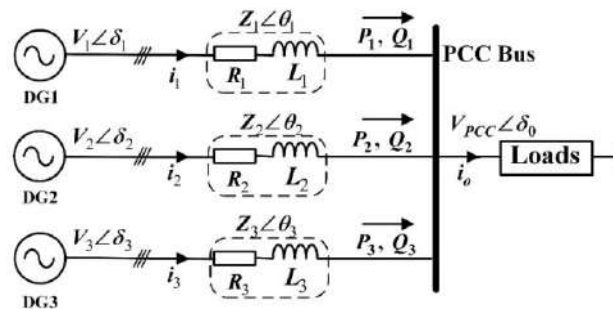 Z₁∠θ₁
V₁∠δ₁
P₁, Q₁
i₁
R₁
L₁
DG1
PCC Bus
Z₂∠θ₂
V₂∠δ₂
P₂, Q₂
V_PCC∠δ₀
i₂
R₂
L₂
DG2
i_o
Loads
Z₃∠θ₃
V₃∠δ₃
P₃, Q₃
i₃
R₃
L₃
DG3